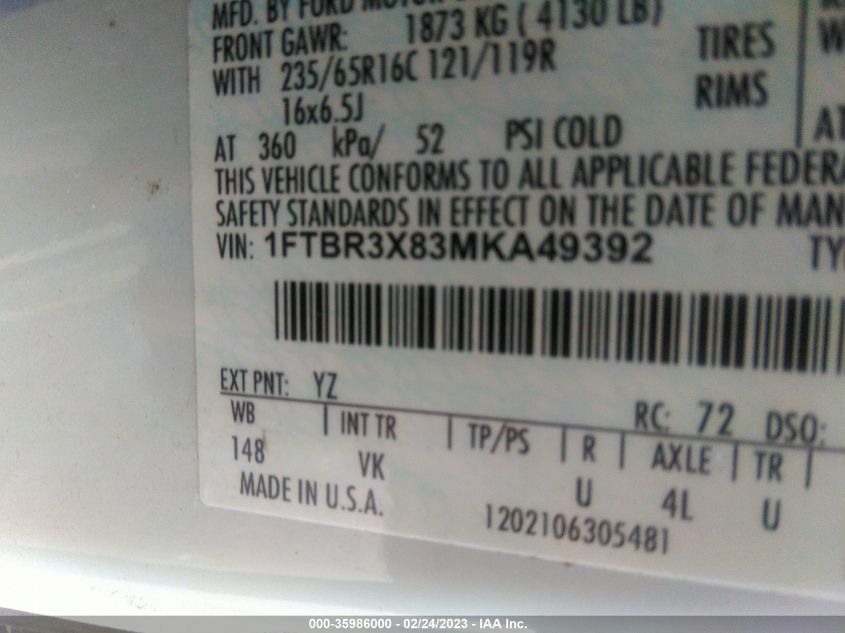 MFD. BY FORD MOTOR
FRONT GAWR: 1873 KG ( 4130 LB)
WITH 235/65R16C 121/119R TIRES
16x6.5J RIMS
AT 360 kPa/ 52 PSI COLD
THIS VEHICLE CONFORMS TO ALL APPLICABLE FEDERA
SAFETY STANDARDS IN EFFECT ON THE DATE OF MAN
VIN: 1FTBR3X83MKA49392 TY
EXT PNT: YZ RC: 72 DSO:
WB INT TR TP/PS R AXLE TR
148 VK U 4L U
MADE IN U.S.A. 1202106305481
000-35986000 – 02/24/2023 – IAA Inc.